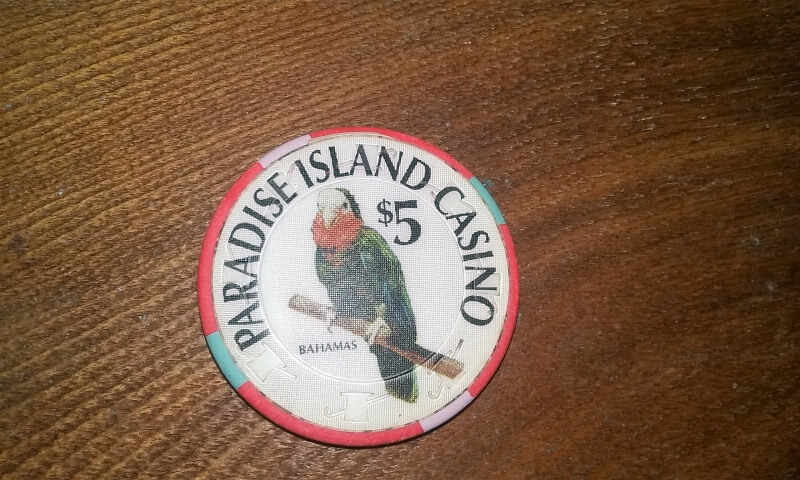 PARADISE ISLAND CASINO
$5
BAHAMAS